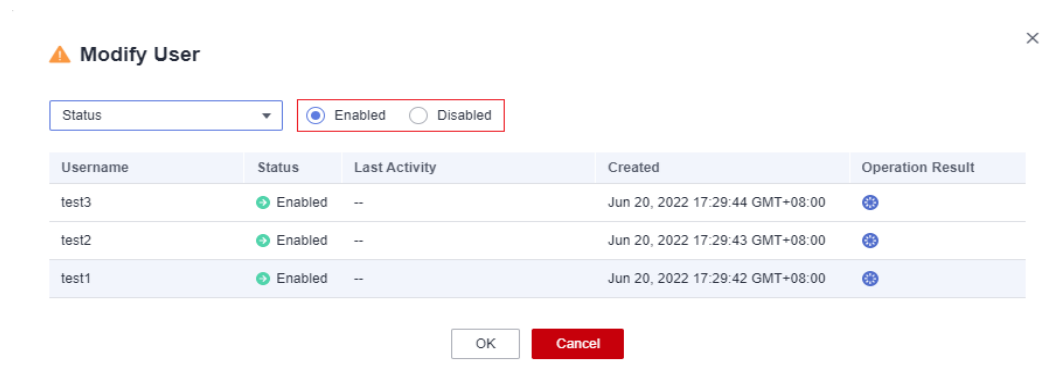 Modify User
Status Enabled Disabled
Username Status Last Activity Created Operation Result
test3 Enabled -- Jun 20, 2022 17:29:44 GMT+08:00
test2 Enabled -- Jun 20, 2022 17:29:43 GMT+08:00
test1 Enabled -- Jun 20, 2022 17:29:42 GMT+08:00
OK Cancel